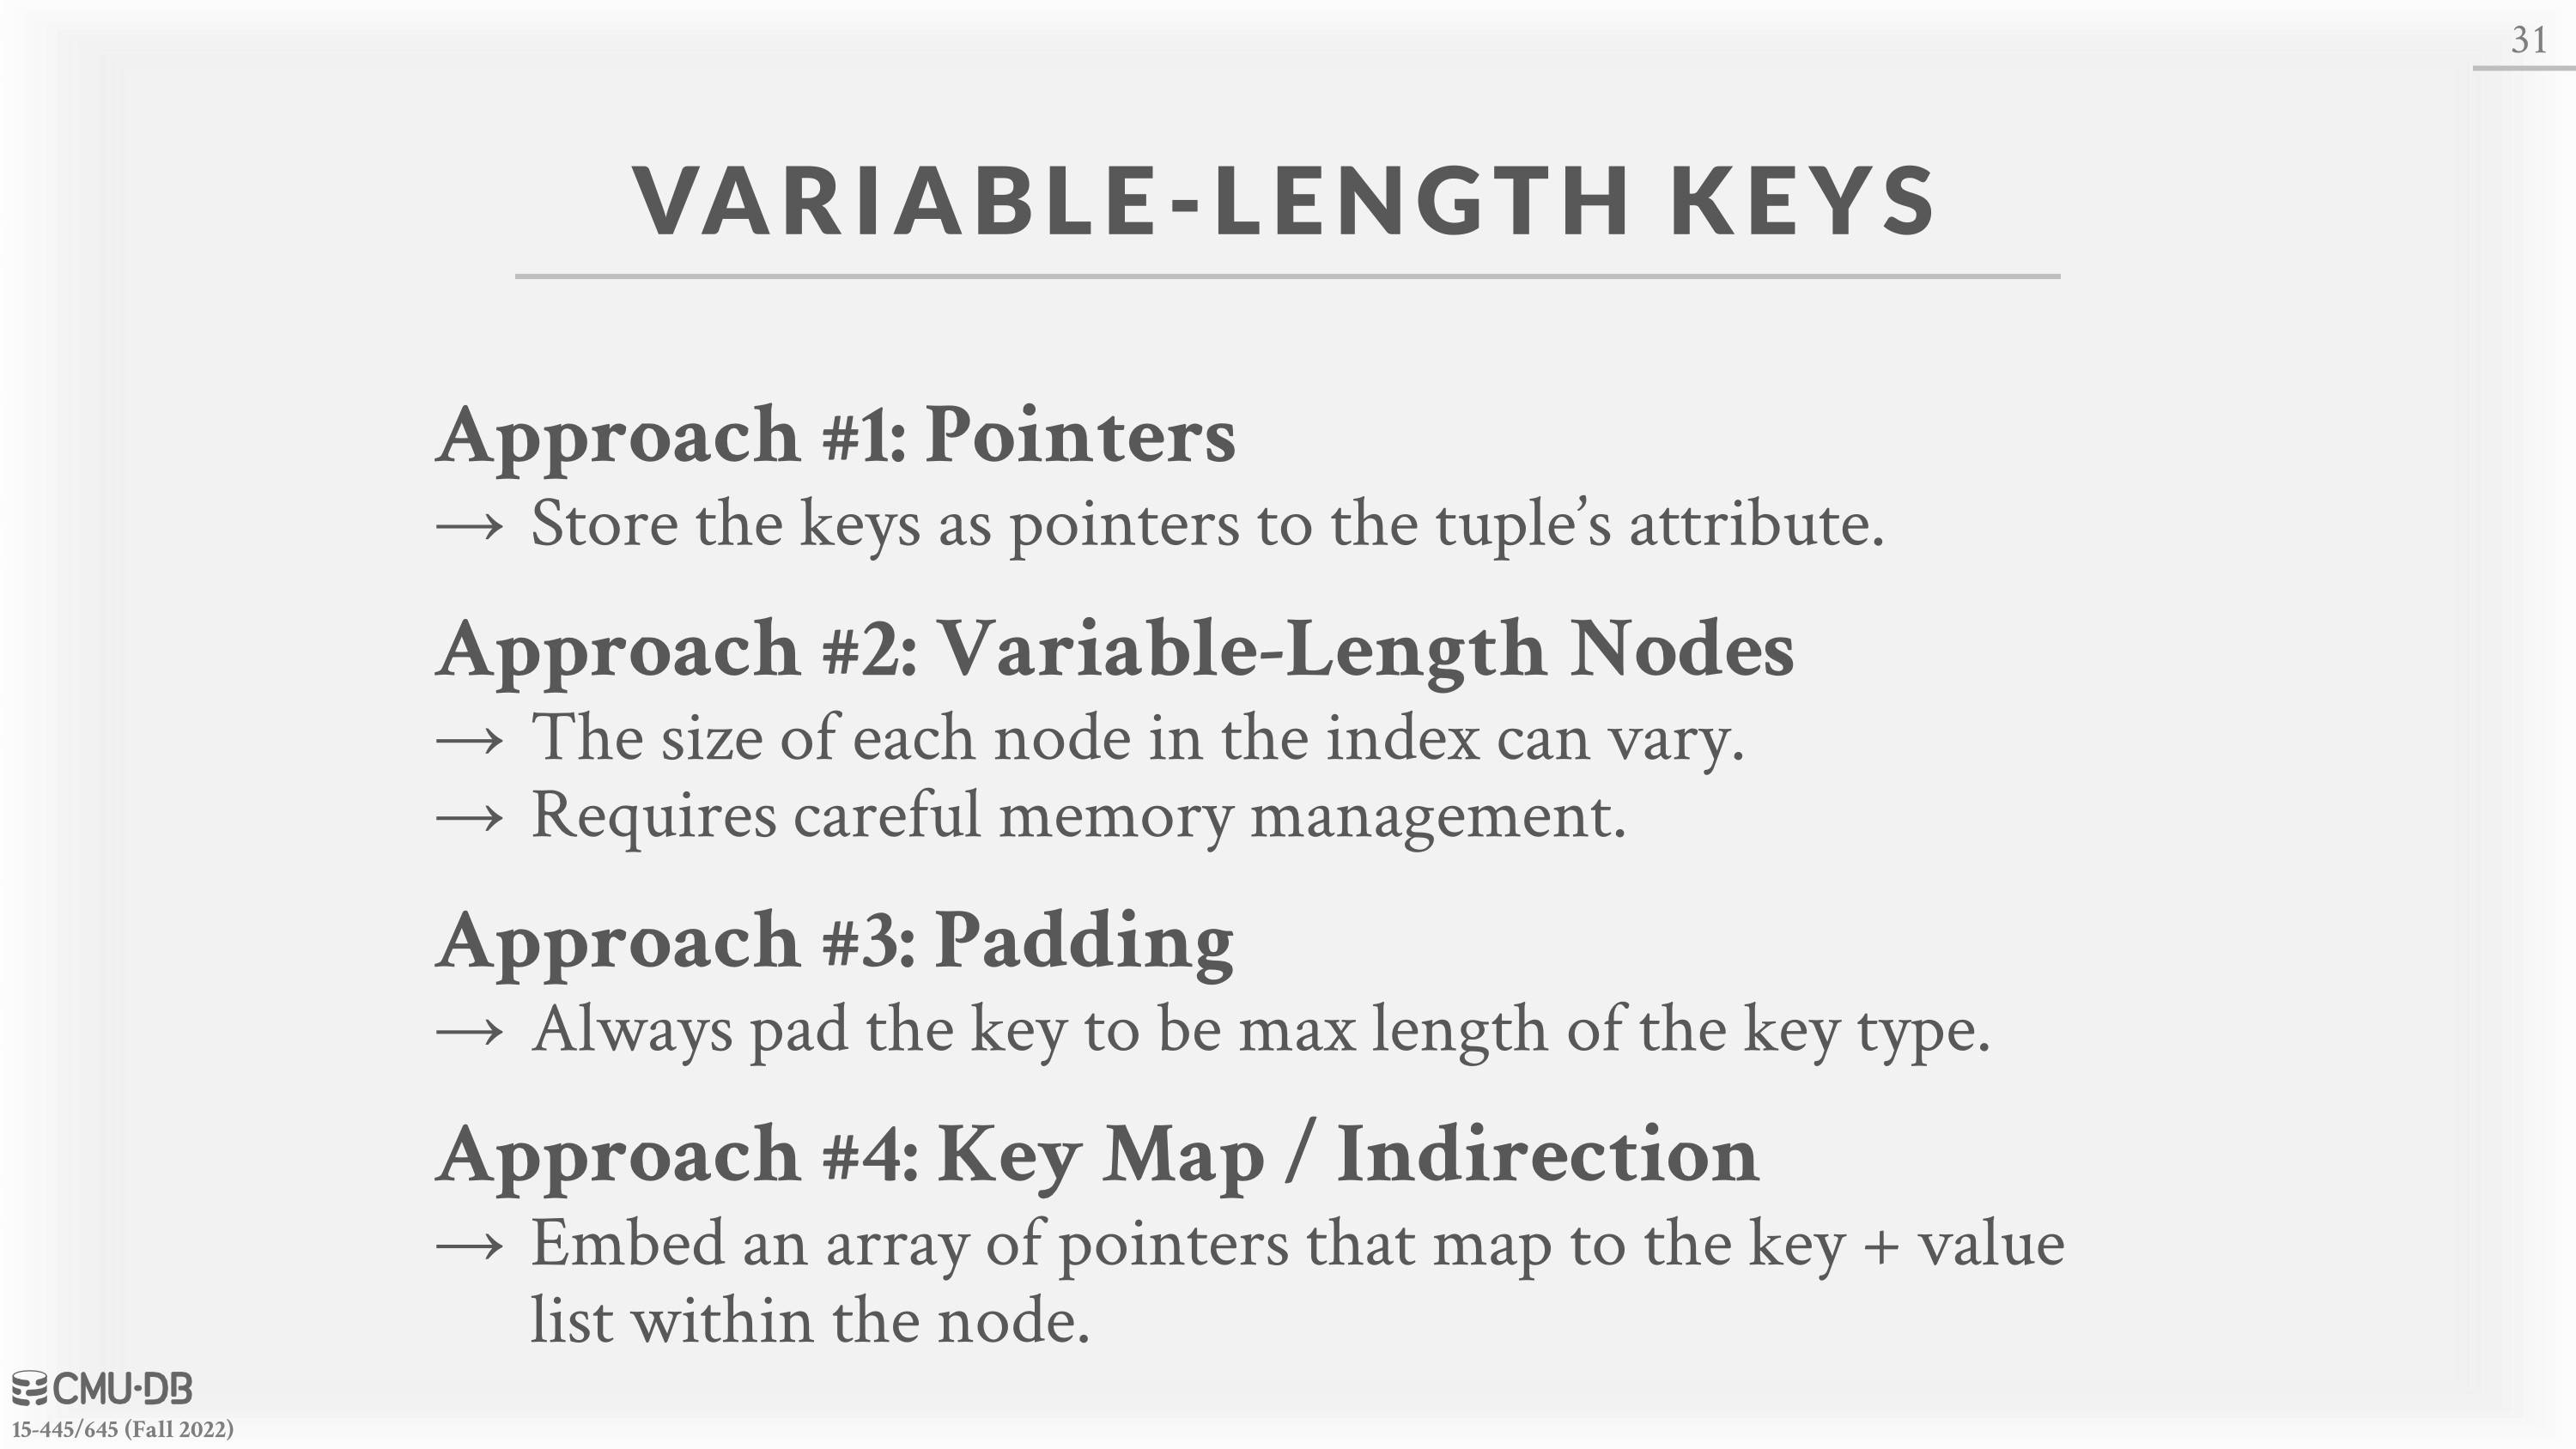 31
VARIABLE-LENGTH KEYS
Approach #1: Pointers
→ Store the keys as pointers to the tuple’s attribute.
Approach #2: Variable-Length Nodes
→ The size of each node in the index can vary.
→ Requires careful memory management.
Approach #3: Padding
→ Always pad the key to be max length of the key type.
Approach #4: Key Map / Indirection
→ Embed an array of pointers that map to the key + value
list within the node.
CMU·DB
15-445/645 (Fall 2022)